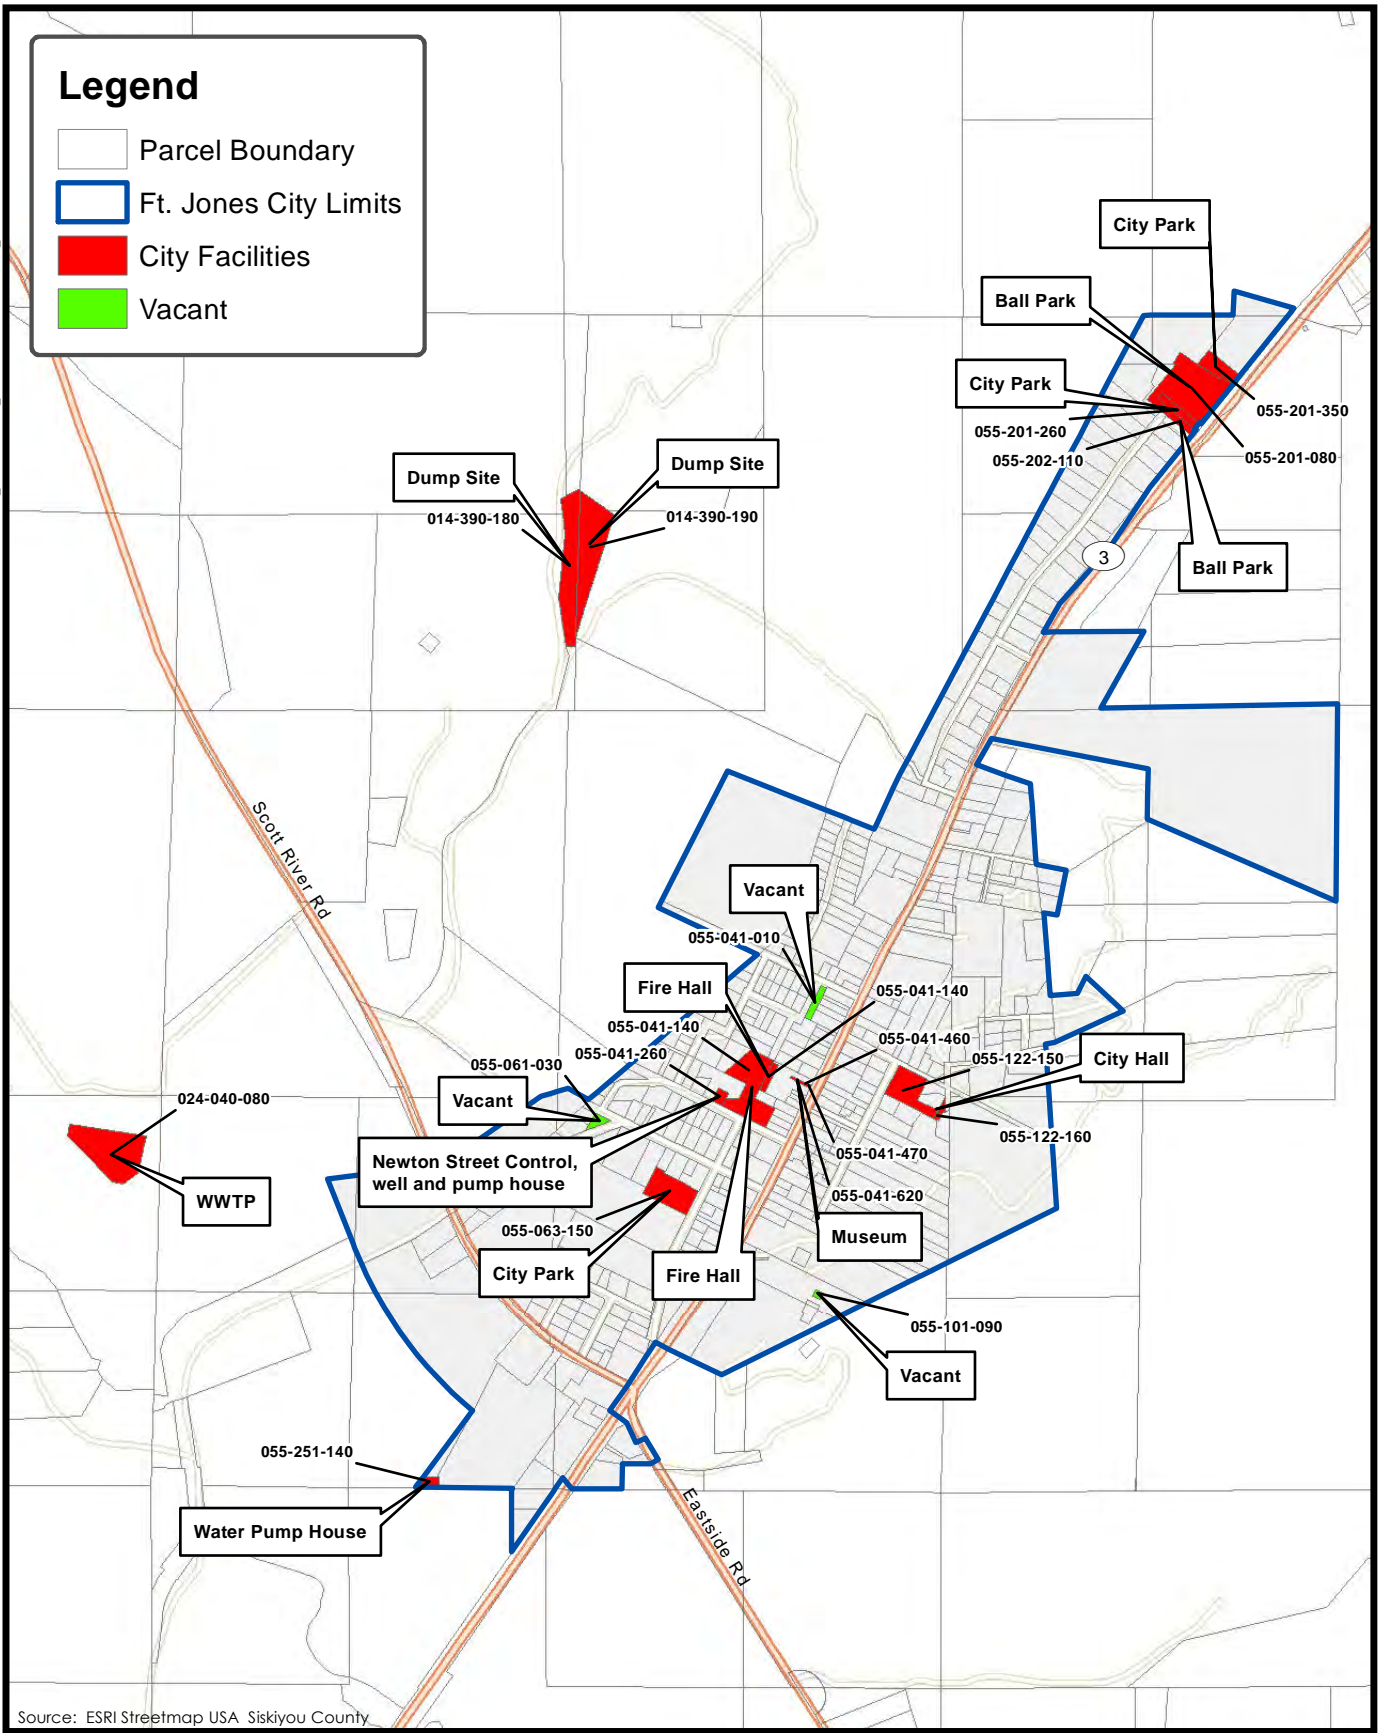 Legend
Parcel Boundary
Ft. Jones City Limits
City Facilities
Vacant
City Park
Ball Park
City Park
055-201-350
055-201-260
055-202-110
055-201-080
Dump Site
Dump Site
014-390-180
014-390-190
3
Ball Park
Scott River Rd
Vacant
055-041-010
Fire Hall
055-041-140
055-041-140
055-041-460
055-041-260
055-122-150
City Hall
055-061-030
Vacant
024-040-080
055-122-160
Newton Street Control,
well and pump house
055-041-470
WWTP
055-041-620
055-063-150
Museum
City Park
Fire Hall
055-101-090
Vacant
055-251-140
Water Pump House
Eastside Rd
Source: ESRI Streetmap USA Siskiyou County